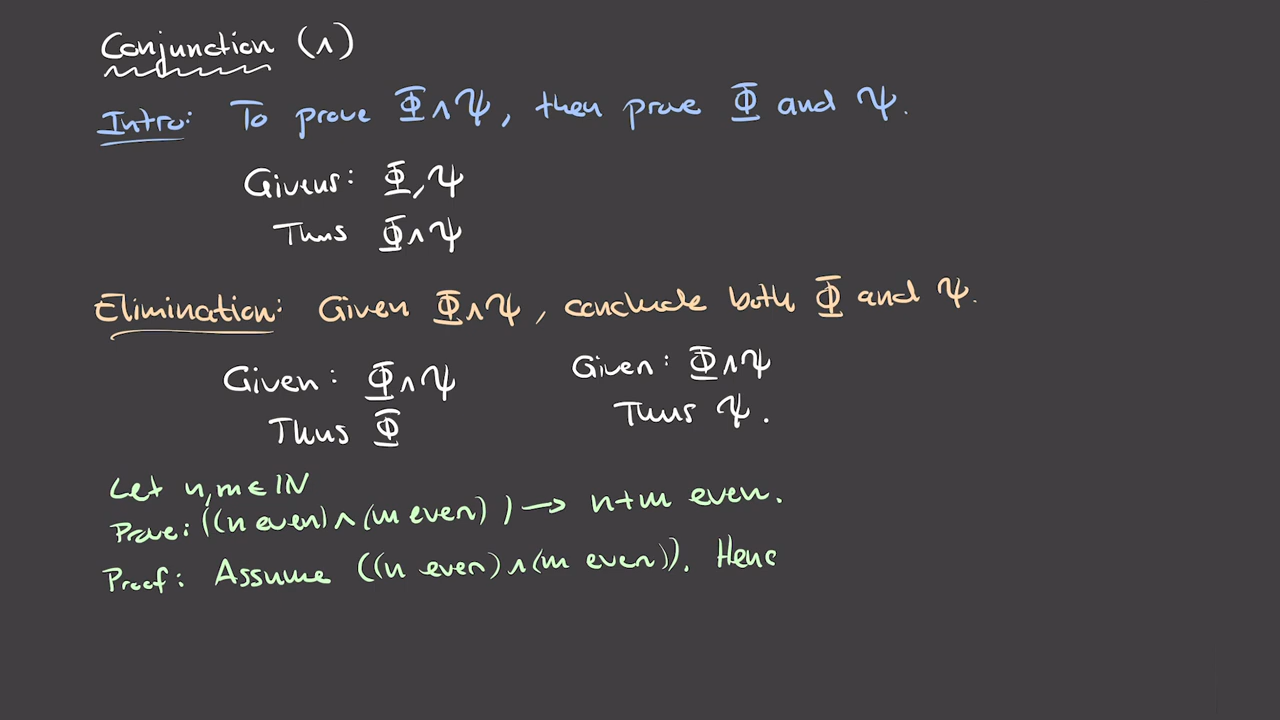 Conjunction (∧)
Intro: To prove Φ∧Ψ, then prove Φ and Ψ.
Givens: Φ, Ψ
Thus Φ∧Ψ
Elimination: Given Φ∧Ψ, conclude both Φ and Ψ.
Given: Φ∧Ψ
Thus Φ
Given: Φ∧Ψ
Thus Ψ.
Let n,m ∈ ℕ
Prove: ((n even) ∧ (m even)) → n+m even.
Proof: Assume ((n even) ∧ (m even)). Henc